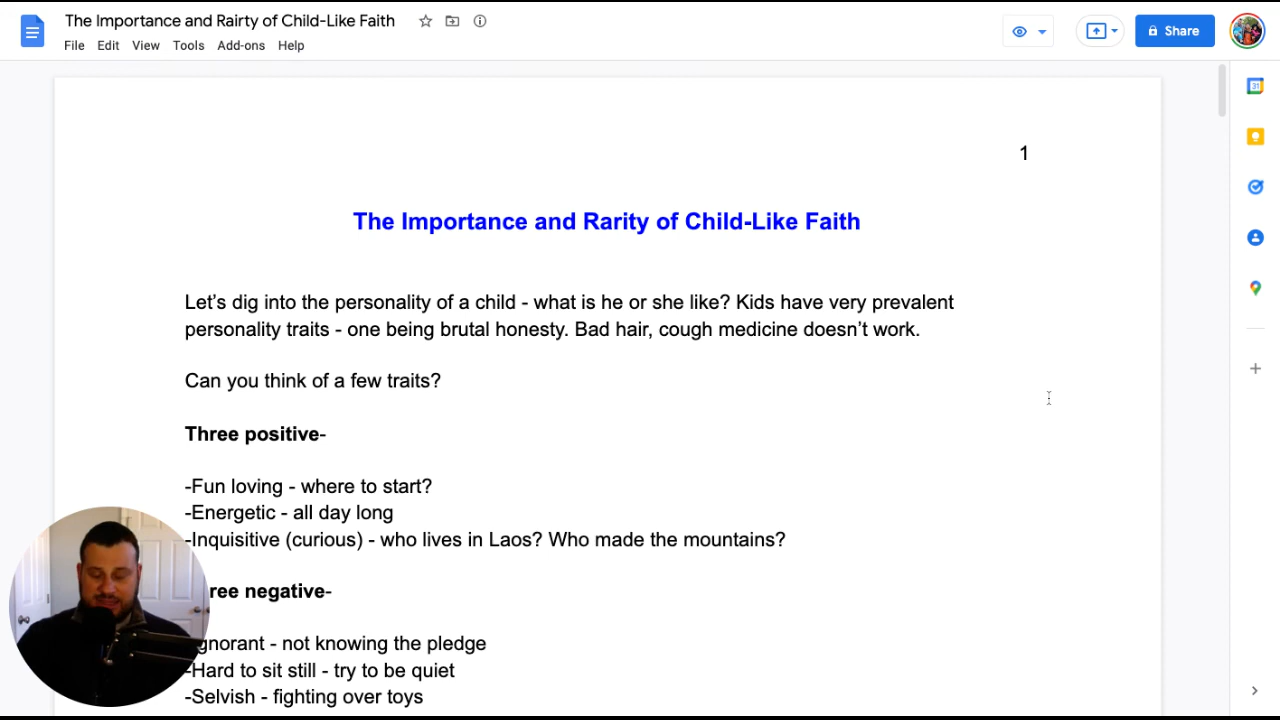 The Importance and Rairty of Child-Like Faith
File Edit View Tools Add-ons Help
Share
31
1
The Importance and Rarity of Child-Like Faith
Let’s dig into the personality of a child - what is he or she like? Kids have very prevalent
personality traits - one being brutal honesty. Bad hair, cough medicine doesn’t work.
Can you think of a few traits?
Three positive-
-Fun loving - where to start?
-Energetic - all day long
-Inquisitive (curious) - who lives in Laos? Who made the mountains?
ree negative-
gnorant - not knowing the pledge
-Hard to sit still - try to be quiet
-Selvish - fighting over toys